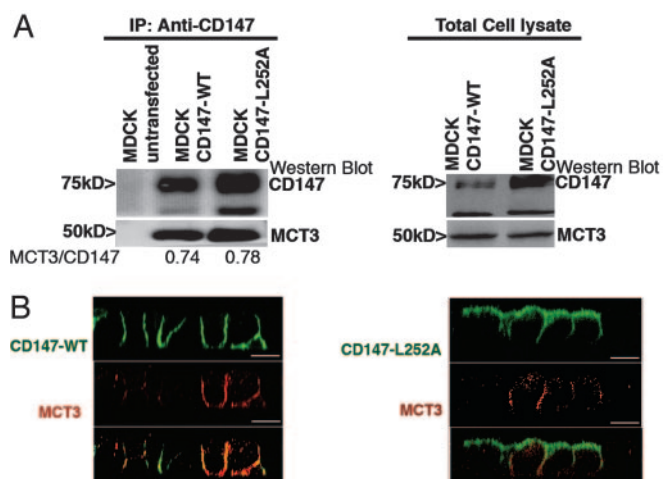 A
IP: Anti-CD147
Total Cell lysate
MDCK
untransfected
MDCK
CD147-WT
MDCK
CD147-L252A
MDCK
CD147-WT
MDCK
CD147-L252A
Western Blot
75kD>
CD147
50kD>
MCT3
MCT3/CD147 0.74 0.78
Western Blot
75kD>
CD147
50kD>
MCT3
B
CD147-WT
MCT3
CD147-L252A
MCT3